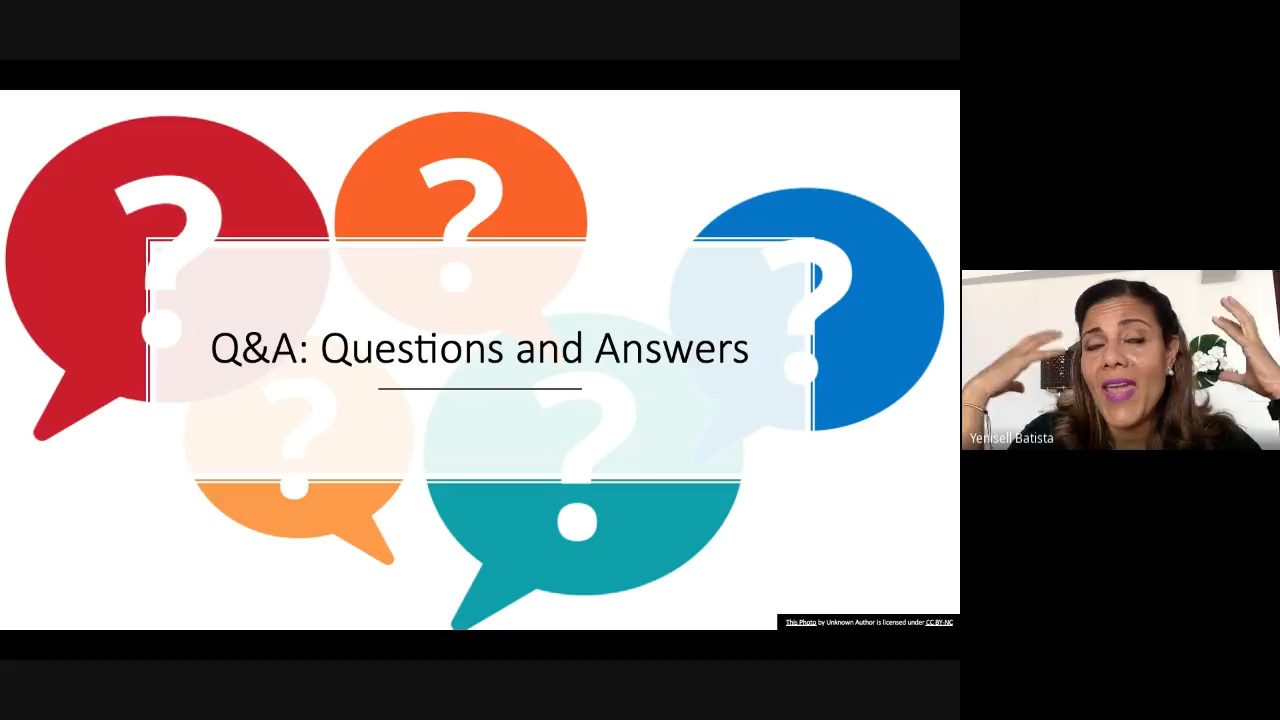 ?
?
?
Q&A: Questions and Answers
?
?
Yenisell Batista
This Photo by Unknown Author is licensed under CC BY-NC